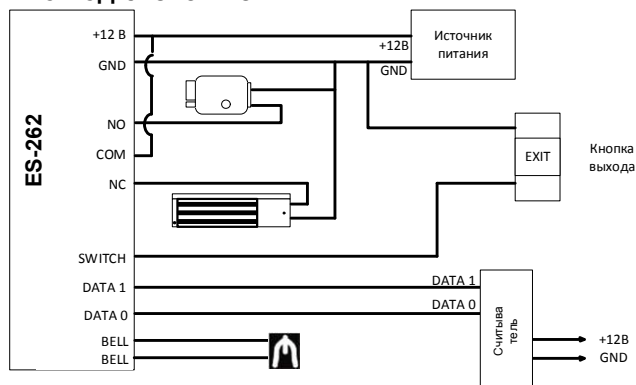 +12 В
GND
NO
COM
NC
SWITCH
DATA 1
DATA 0
BELL
BELL
ES-262
+12В
GND
Источник
питания
EXIT
Кнопка
выхода
DATA 1
DATA 0
Считыва
тель
+12В
GND